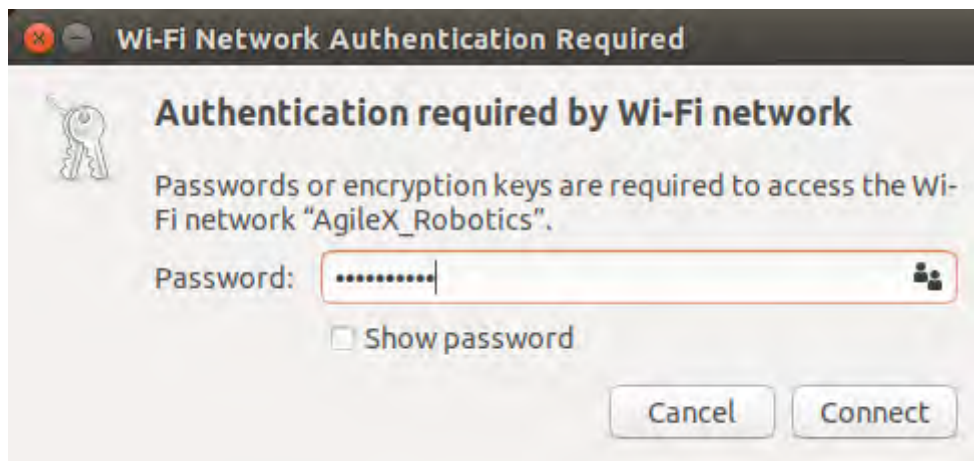 Wi-Fi Network Authentication Required
Authentication required by Wi-Fi network
Passwords or encryption keys are required to access the Wi-
Fi network “AgileX_Robotics”.
Password: ••••••••••
Show password
Cancel Connect